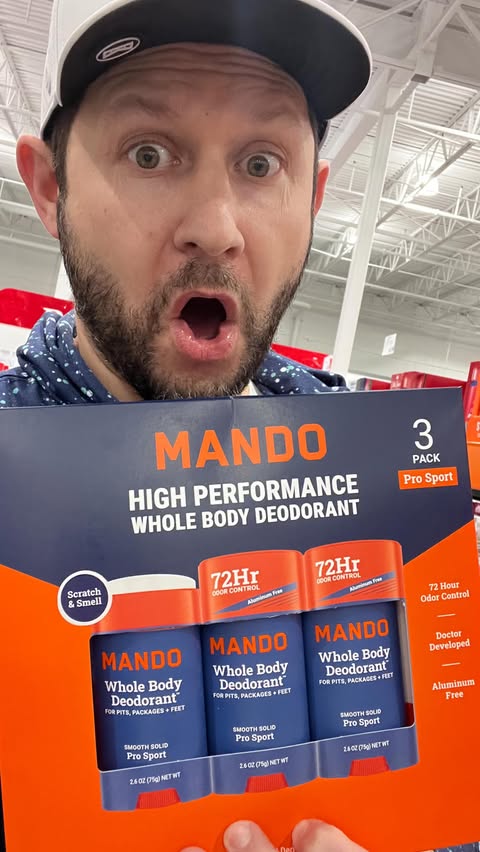 MANDO
HIGH PERFORMANCE
WHOLE BODY DEODORANT
3
PACK
Pro Sport
Scratch
& Smell
72Hr
ODOR CONTROL
Aluminum Free
72Hr
ODOR CONTROL
Aluminum Free
72 Hour
Odor Control
Doctor
Developed
Aluminum
Free
MANDO
Whole Body
Deodorant™
FOR PITS, PACKAGES + FEET
SMOOTH SOLID
Pro Sport
2.6 OZ (75g) NET WT
MANDO
Whole Body
Deodorant™
FOR PITS, PACKAGES + FEET
SMOOTH SOLID
Pro Sport
2.6 OZ (75g) NET WT
MANDO
Whole Body
Deodorant™
FOR PITS, PACKAGES + FEET
SMOOTH SOLID
Pro Sport
2.6 OZ (75g) NET WT